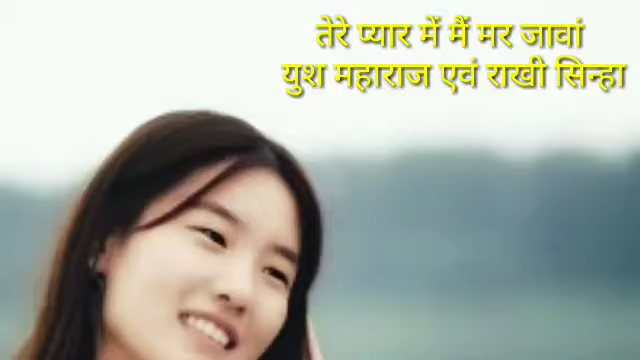 तेरे प्यार में मैं मर जावां
युश महाराज एवं राखी सिन्हा